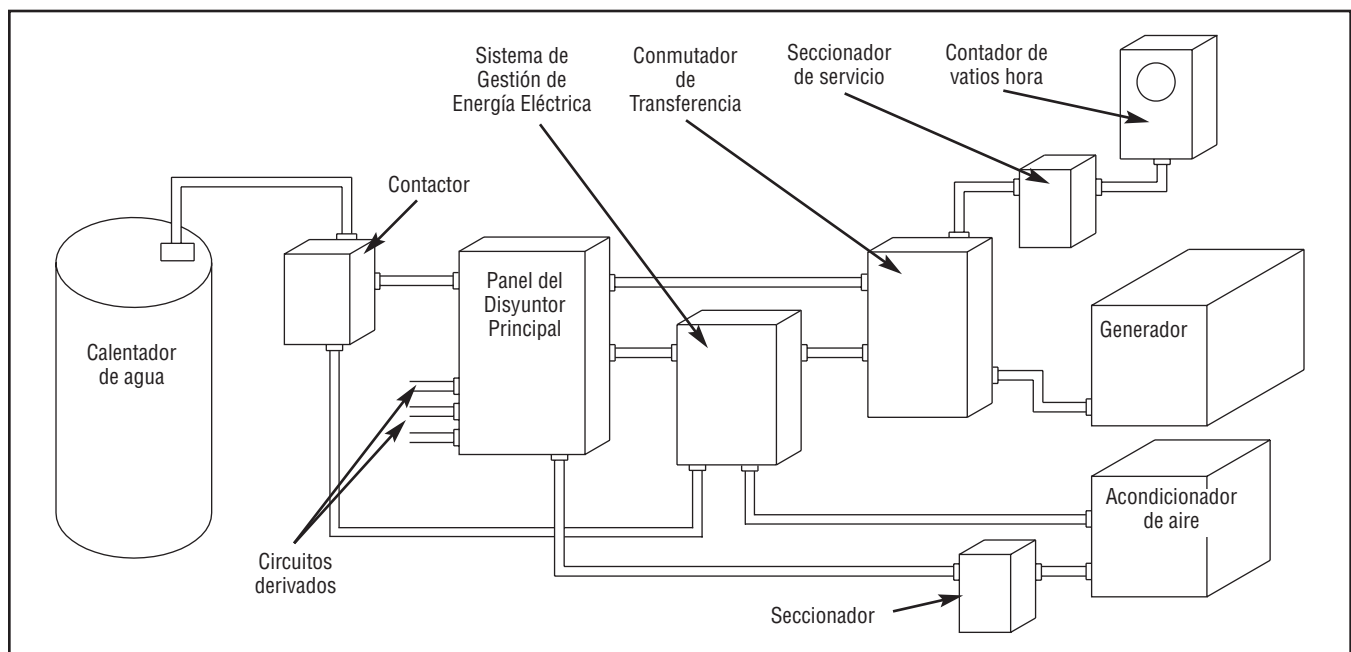 Sistema de
Gestión de
Energía Eléctrica
Conmutador
de
Transferencia
Seccionador
de servicio
Contador de
vatios hora
Contactor
Panel del
Disyuntor
Principal
Generador
Calentador
de agua
Acondicionador
de aire
Circuitos
derivados
Seccionador